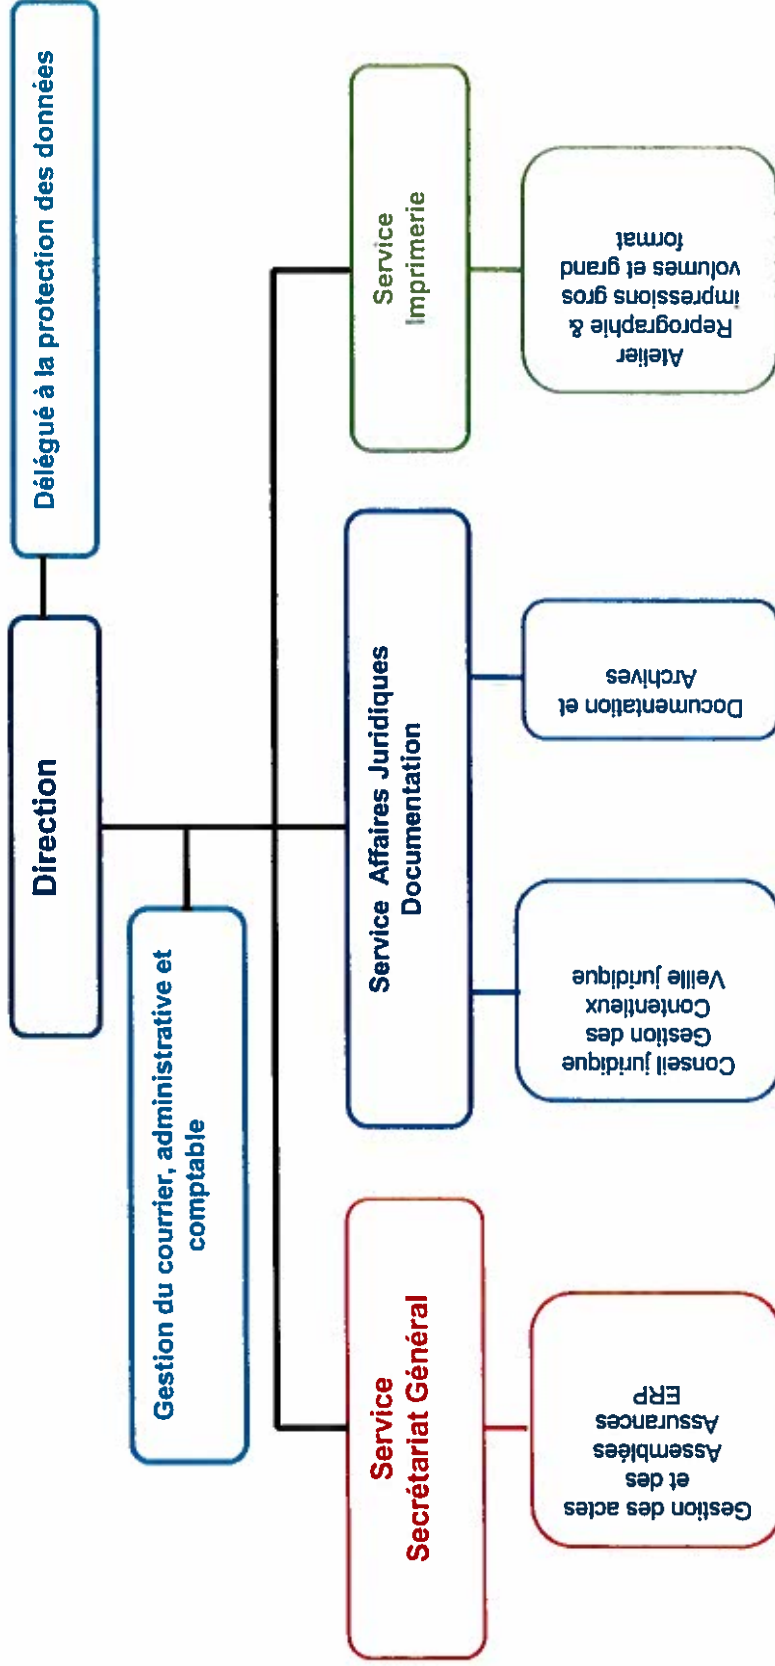 Direction
Délégué à la protection des données
Gestion du courrier, administrative et
comptable
Service
Secrétariat Général
Service Affaires Juridiques
Documentation
Service
Imprimerie
Gestion des actes
et des
Assemblées
Assurances
ERP
Conseil juridique
Gestion des
Contentieux
Veille juridique
Documentation et
Archives
Atelier
Reprographie &
impressions gros
volumes et grand
format